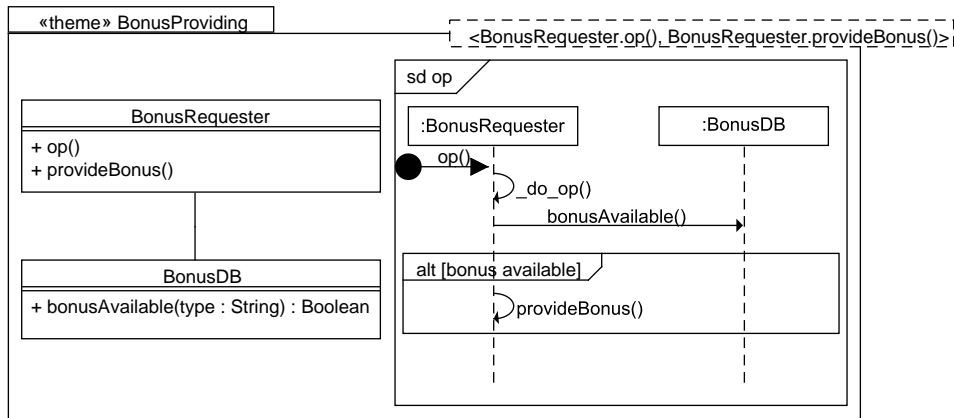 «theme» BonusProviding
<BonusRequester.op(), BonusRequester.provideBonus()>
BonusRequester
+ op()
+ provideBonus()
BonusDB
+ bonusAvailable(type : String) : Boolean
sd op
:BonusRequester
:BonusDB
op()
_do_op()
bonusAvailable()
alt [bonus available]
provideBonus()